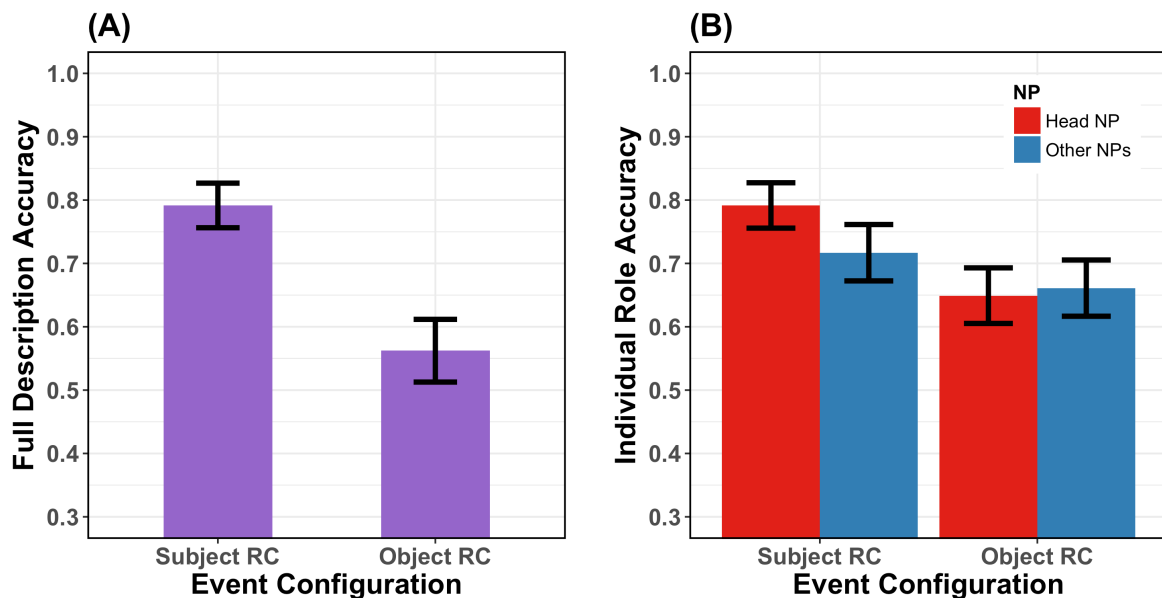 (A)
Full Description Accuracy
1.0
0.9
0.8
0.7
0.6
0.5
0.4
0.3
Subject RC
Object RC
Event Configuration
(B)
Individual Role Accuracy
1.0
0.9
0.8
0.7
0.6
0.5
0.4
0.3
NP
Head NP
Other NPs
Subject RC
Object RC
Event Configuration